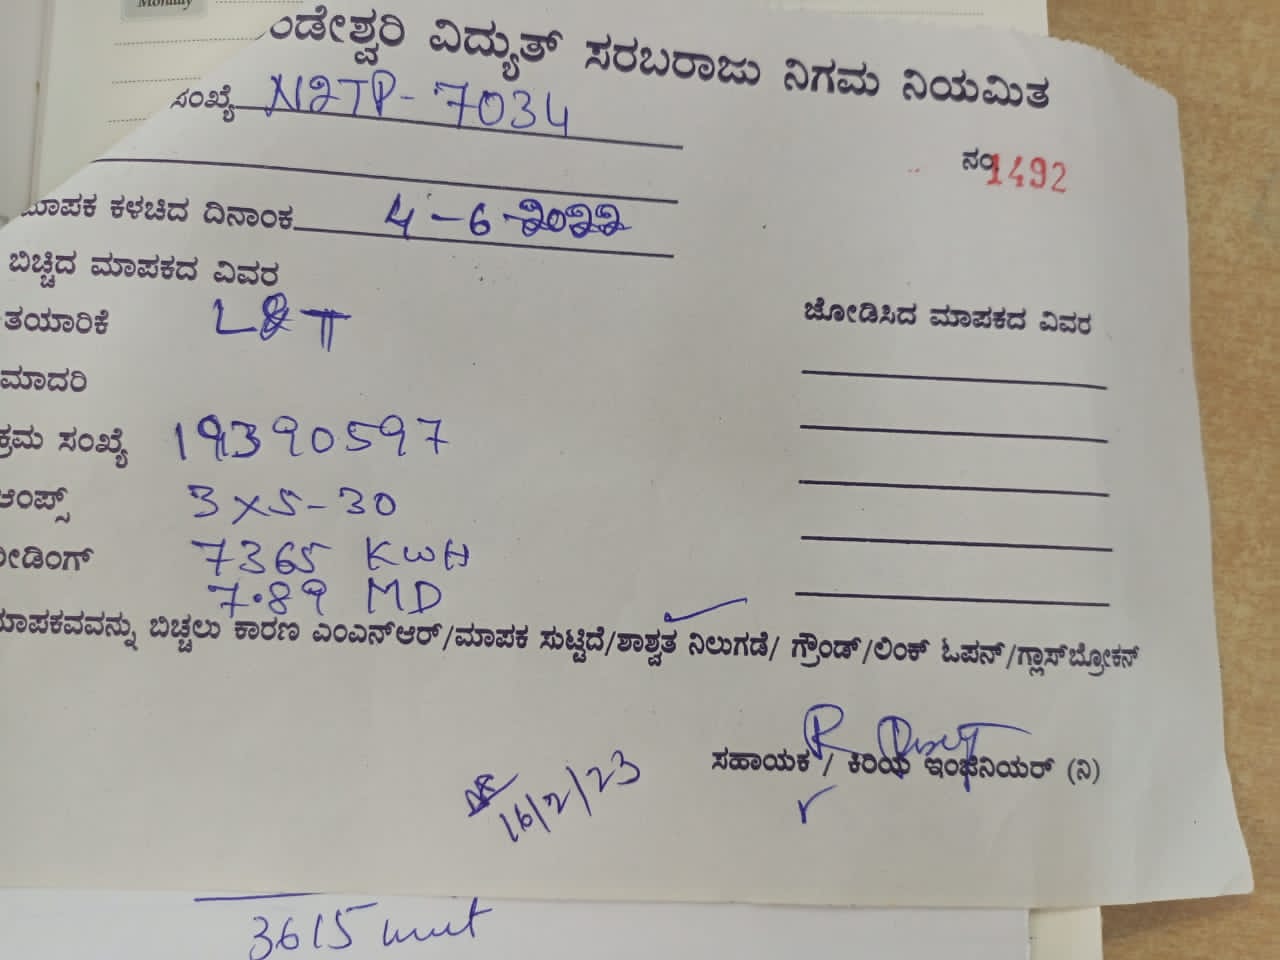 Monday
ಂಡೇಶ್ವರಿ ವಿದ್ಯುತ್ ಸರಬರಾಜು ನಿಗಮ ನಿಯಮಿತ
ಸಂಖ್ಯೆ N2TP-7034
ನಂ 1492
ಮಾಪಕ ಕಳಚಿದ ದಿನಾಂಕ 4-6-2022
ಬಿಚ್ಚಿದ ಮಾಪಕದ ವಿವರ
ಜೋಡಿಸಿದ ಮಾಪಕದ ವಿವರ
ತಯಾರಿಕೆ L&T
ಮಾದರಿ
ಕ್ರಮ ಸಂಖ್ಯೆ 19390597
ಆಂಪ್ಸ್ 3x5-30
ರೀಡಿಂಗ್ 7365 KWH
7.89 MD
ಮಾಪಕವವನ್ನು ಬಿಚ್ಚಲು ಕಾರಣ ಎಂಎನ್ಆರ್/ಮಾಪಕ ಸುಟ್ಟಿದೆ/ಶಾಶ್ವತ ನಿಲುಗಡೆ/ ಗ್ರೌಂಡ್/ಲಿಂಕ್ ಓಪನ್/ಗ್ಲಾಸ್‌ಬ್ರೋಕನ್
ಸಹಾಯಕ / ಕಿರಿಯ ಇಂಜಿನಿಯರ್ (ನಿ)
16/2/23
3615